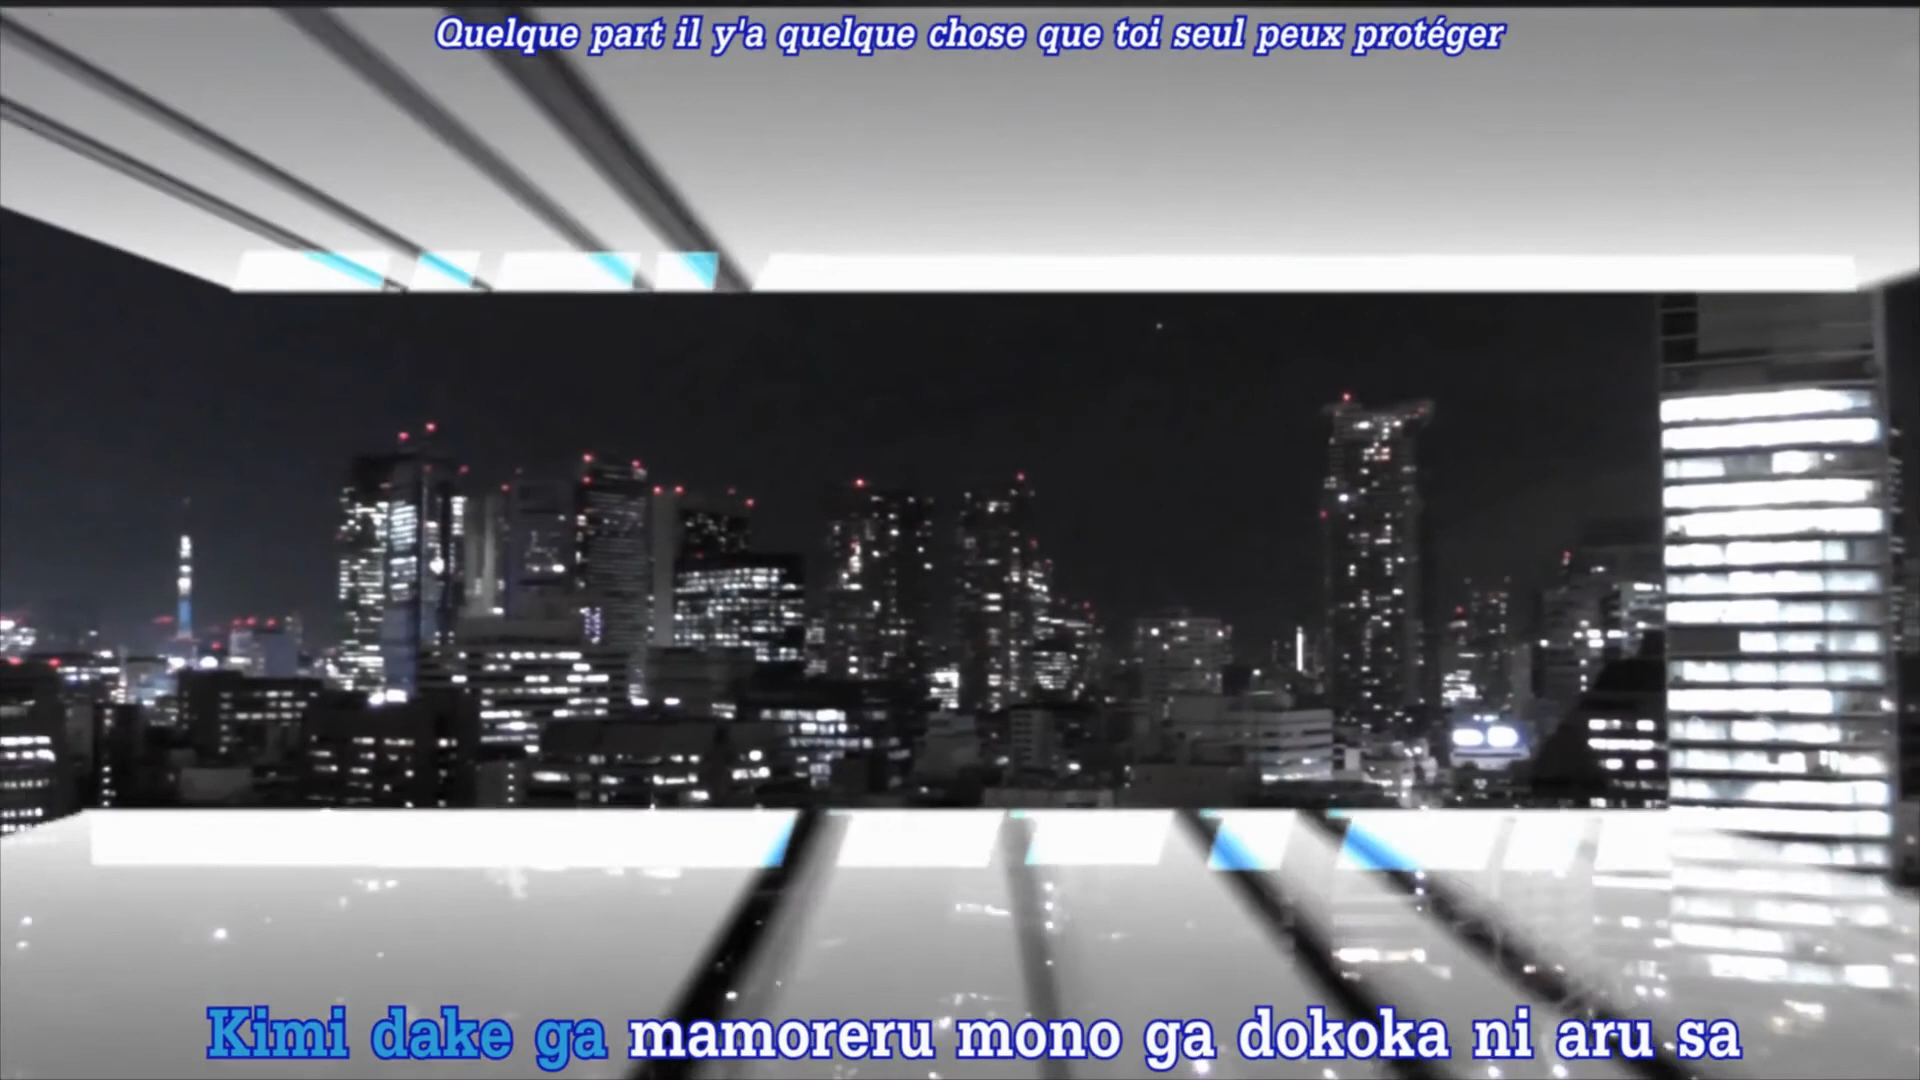 Quelque part il y'a quelque chose que toi seul peux protéger
Kimi dake ga mamoreru mono ga dokoka ni aru sa